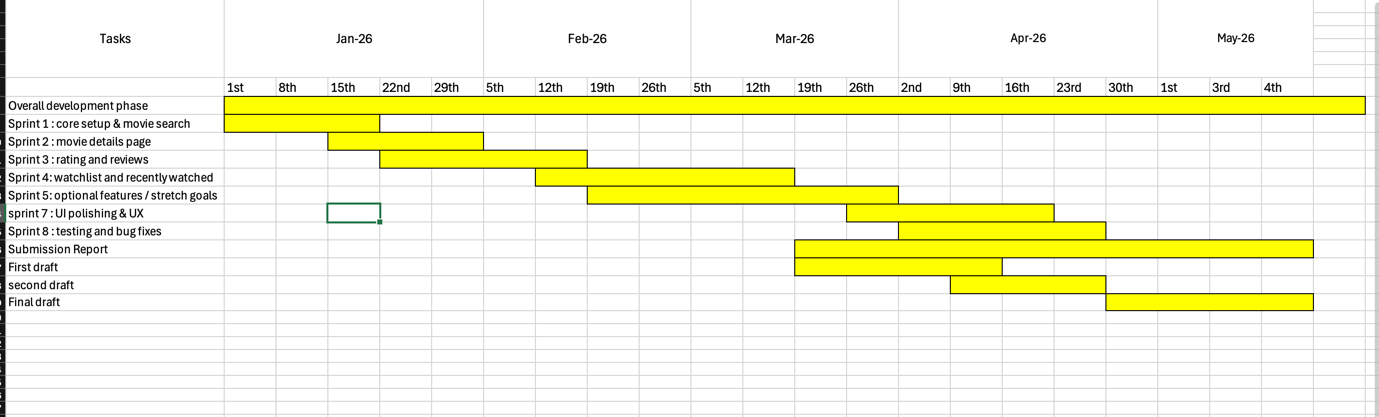 Tasks Jan-26 Feb-26 Mar-26 Apr-26 May-26
1st 8th 15th 22nd 29th 5th 12th 19th 26th 5th 12th 19th 26th 2nd 9th 16th 23rd 30th 1st 3rd 4th
Overall development phase
Sprint 1 : core setup & movie search
Sprint 2 : movie details page
Sprint 3 : rating and reviews
Sprint 4: watchlist and recently watched
Sprint 5: optional features / stretch goals
sprint 7 : UI polishing & UX
Sprint 8 : testing and bug fixes
Submission Report
First draft
second draft
Final draft